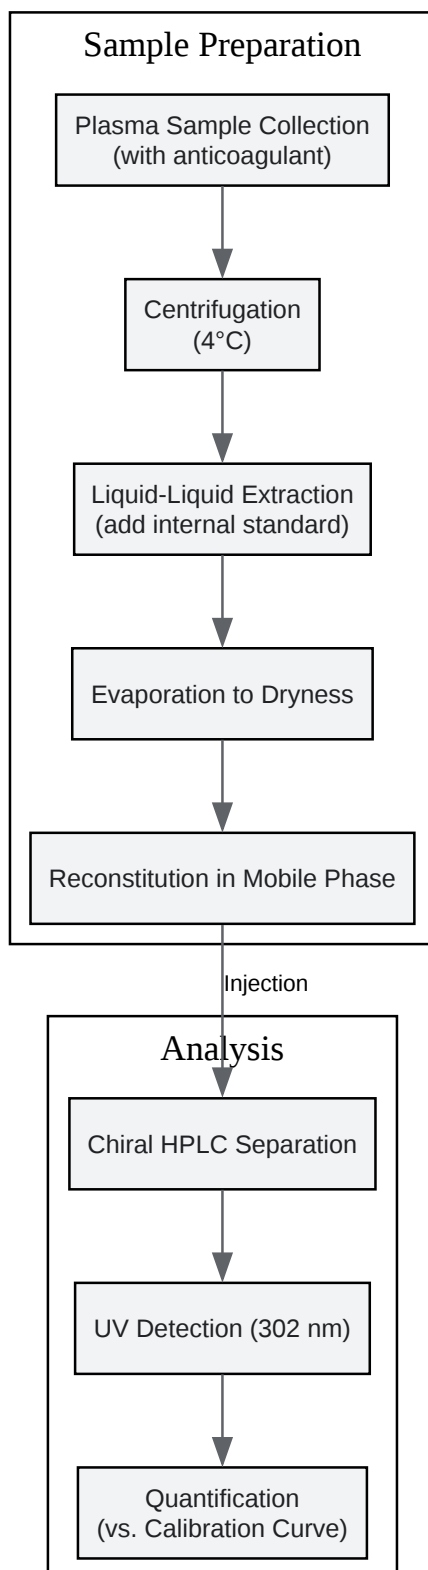 Sample Preparation
Plasma Sample Collection
(with anticoagulant)
Centrifugation
(4°C)
Liquid-Liquid Extraction
(add internal standard)
Evaporation to Dryness
Reconstitution in Mobile Phase
Injection
Analysis
Chiral HPLC Separation
UV Detection (302 nm)
Quantification
(vs. Calibration Curve)